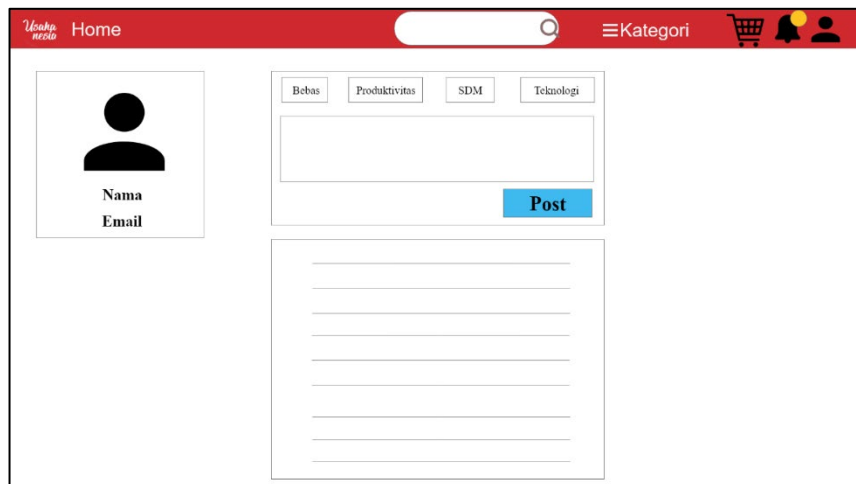 Usaha
nesia
Home
Kategori
Bebas
Produktivitas
SDM
Teknologi
Nama
Email
Post